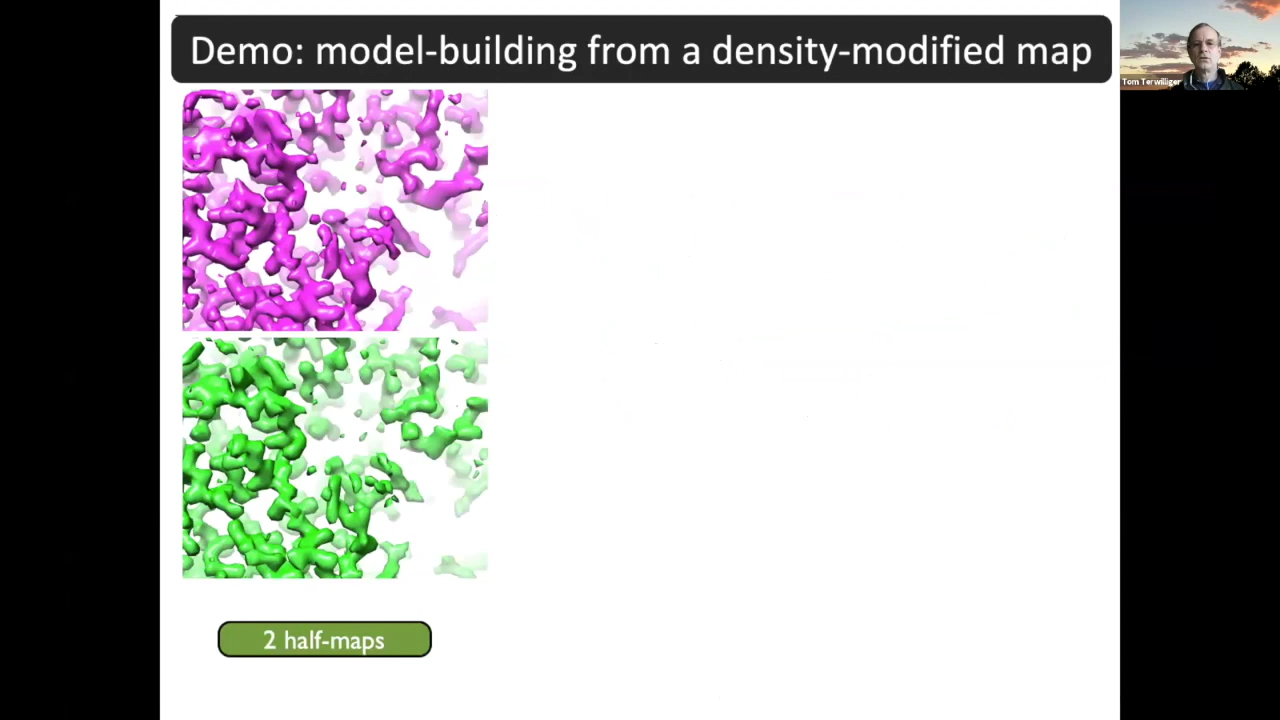 Demo: model-building from a density-modified map
Tom Terwilliger
2 half-maps